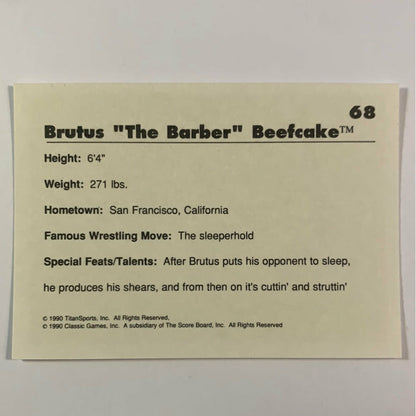 68
Brutus "The Barber" Beefcake™
Height: 6'4"
Weight: 271 lbs.
Hometown: San Francisco, California
Famous Wrestling Move: The sleeperhold
Special Feats/Talents: After Brutus puts his opponent to sleep,
he produces his shears, and from then on it's cuttin' and struttin'
© 1990 TitanSports, Inc. All Rights Reserved.
© 1990 Classic Games, Inc. A subsidiary of The Score Board, Inc. All Rights Reserved